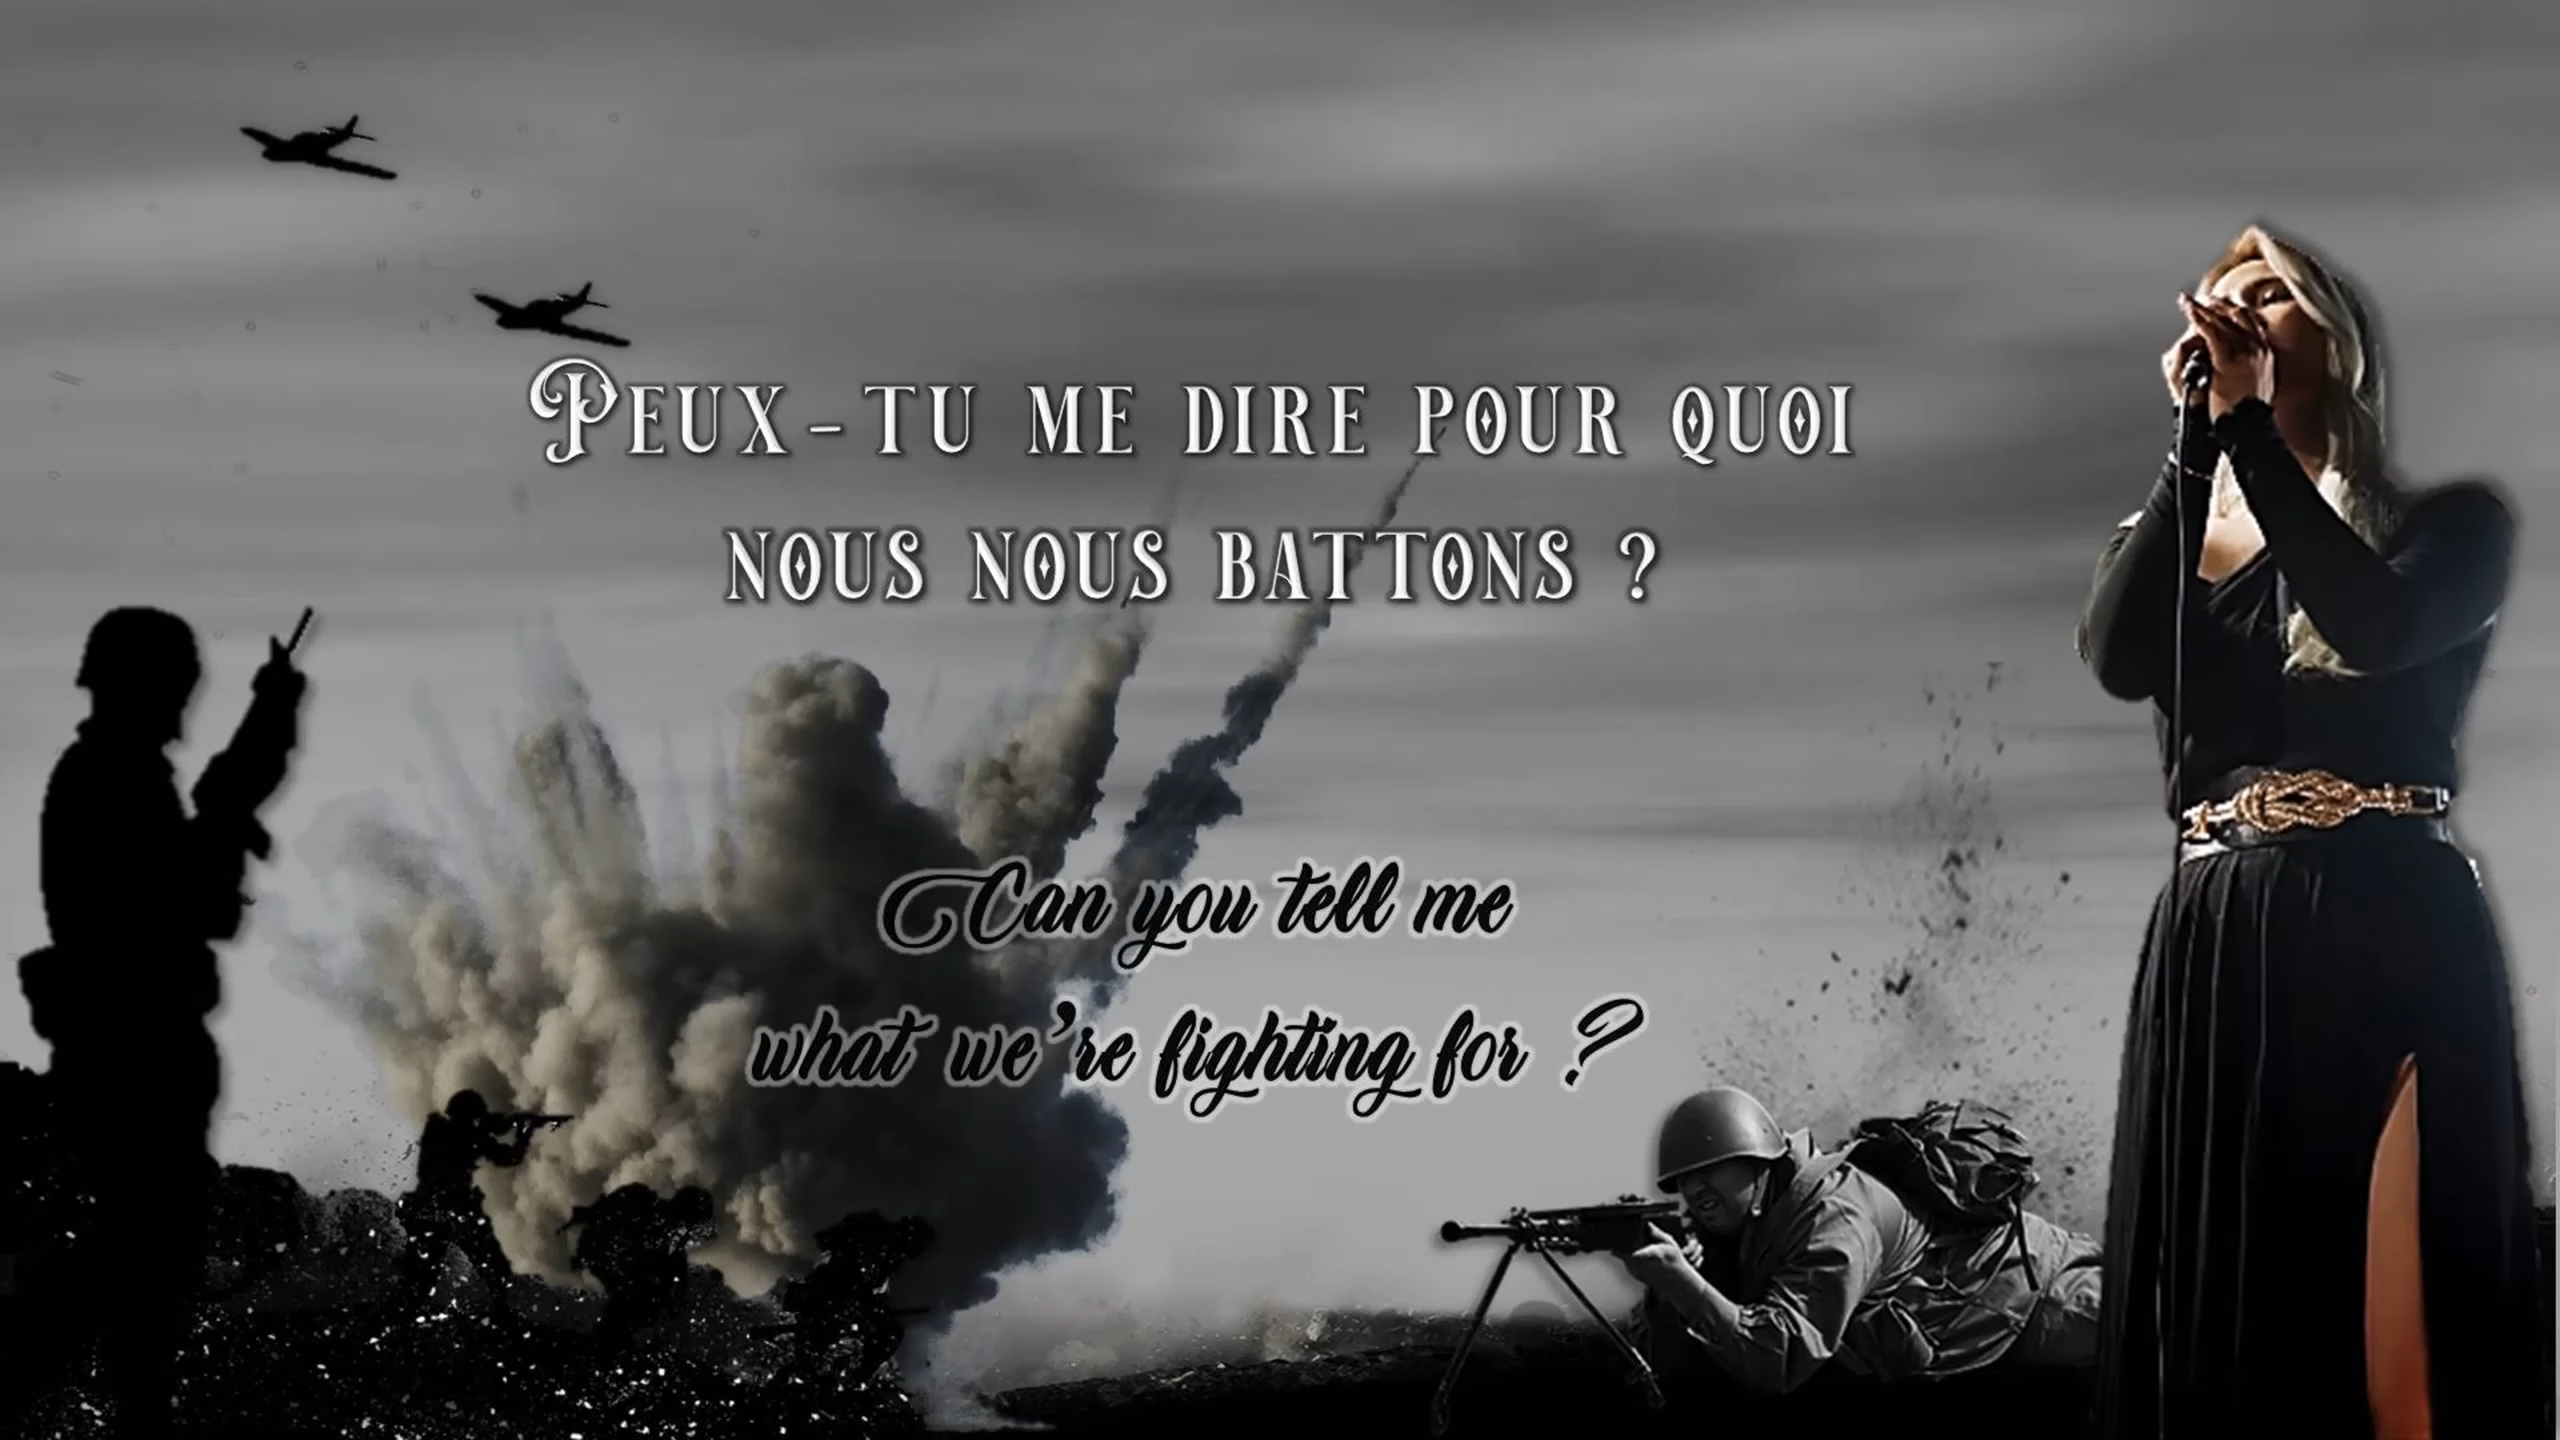 Peux-tu me dire pour quoi
nous nous battons ?
Can you tell me
what we're fighting for ?